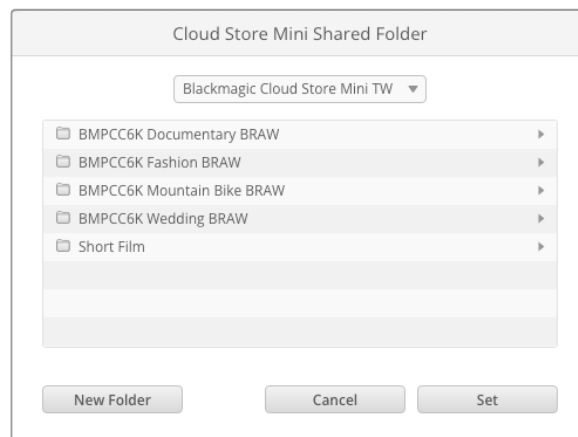 Cloud Store Mini Shared Folder
Blackmagic Cloud Store Mini TW
BMPCC6K Documentary BRAW
BMPCC6K Fashion BRAW
BMPCC6K Mountain Bike BRAW
BMPCC6K Wedding BRAW
Short Film
New Folder Cancel Set